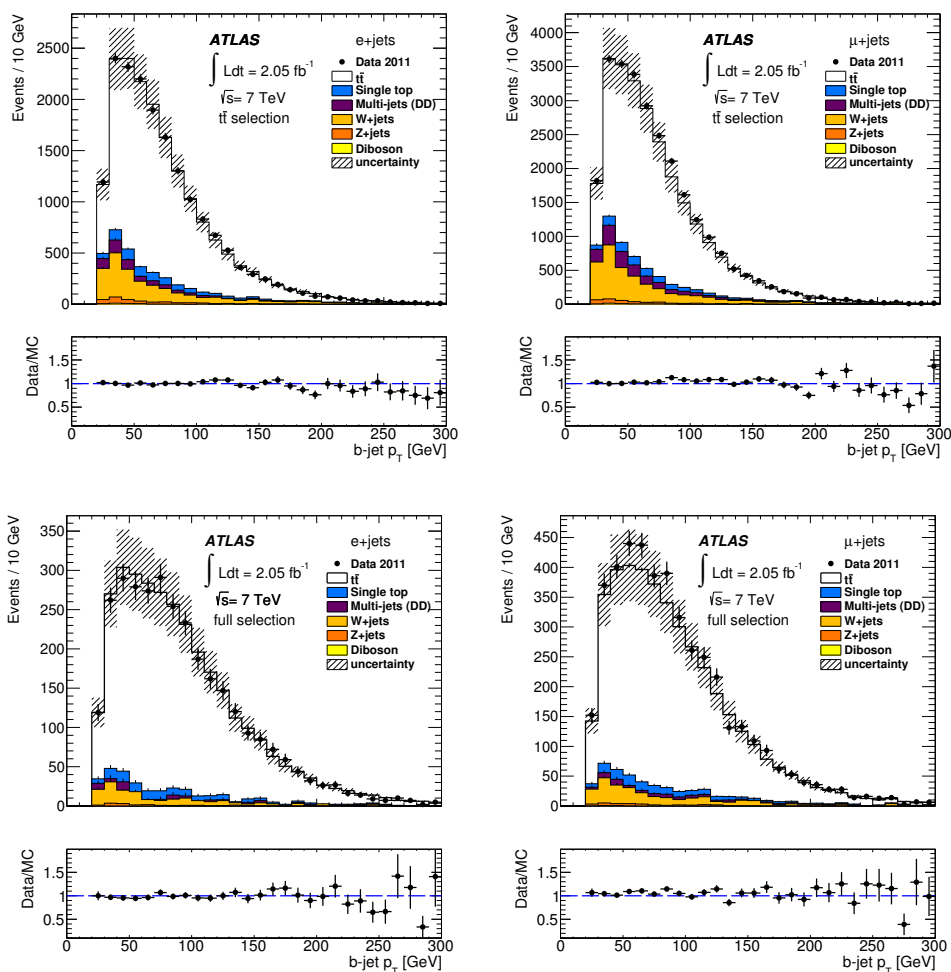 Events / 10 GeV
2500
2000
1500
1000
500
0
ATLAS
e+jets
∫ Ldt = 2.05 fb⁻¹
√s= 7 TeV
tt̄ selection
Data 2011
tt̄
Single top
Multi-jets (DD)
W+jets
Z+jets
Diboson
uncertainty
Data/MC
1.5
1
0.5
0 50 100 150 200 250 300
b-jet p_T [GeV]
Events / 10 GeV
4000
3500
3000
2500
2000
1500
1000
500
0
ATLAS
μ+jets
∫ Ldt = 2.05 fb⁻¹
√s= 7 TeV
tt̄ selection
Data 2011
tt̄
Single top
Multi-jets (DD)
W+jets
Z+jets
Diboson
uncertainty
Data/MC
1.5
1
0.5
0 50 100 150 200 250 300
b-jet p_T [GeV]
Events / 10 GeV
350
300
250
200
150
100
50
0
ATLAS
e+jets
∫ Ldt = 2.05 fb⁻¹
√s= 7 TeV
full selection
Data 2011
tt̄
Single top
Multi-jets (DD)
W+jets
Z+jets
Diboson
uncertainty
Data/MC
1.5
1
0.5
0 50 100 150 200 250 300
b-jet p_T [GeV]
Events / 10 GeV
450
400
350
300
250
200
150
100
50
0
ATLAS
μ+jets
∫ Ldt = 2.05 fb⁻¹
√s= 7 TeV
full selection
Data 2011
tt̄
Single top
Multi-jets (DD)
W+jets
Z+jets
Diboson
uncertainty
Data/MC
1.5
1
0.5
0 50 100 150 200 250 300
b-jet p_T [GeV]